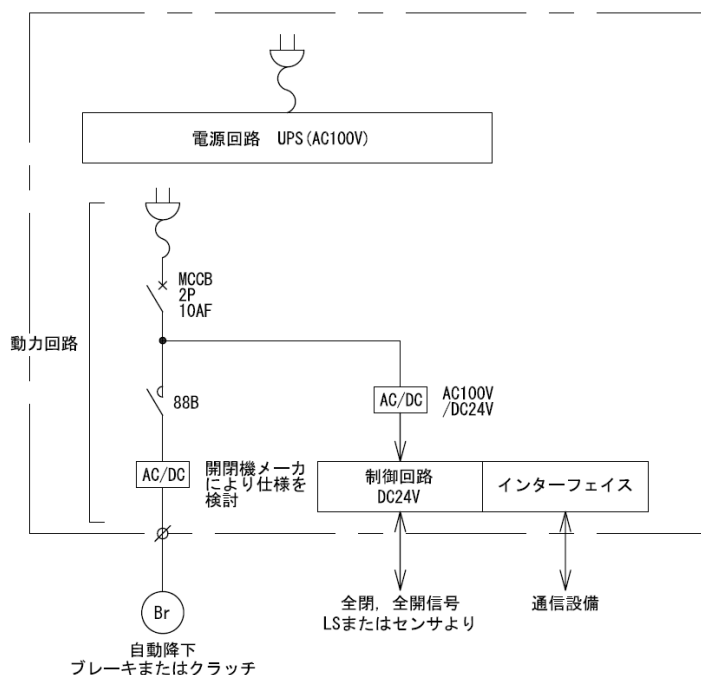 電源回路 UPS(AC100V)
MCCB
2P
10AF
動力回路
88B
AC/DC
AC100V
/DC24V
AC/DC
開閉機メーカ
により仕様を
検討
制御回路
DC24V
インターフェイス
Br
自動降下
ブレーキまたはクラッチ
全閉，全開信号
LSまたはセンサより
通信設備